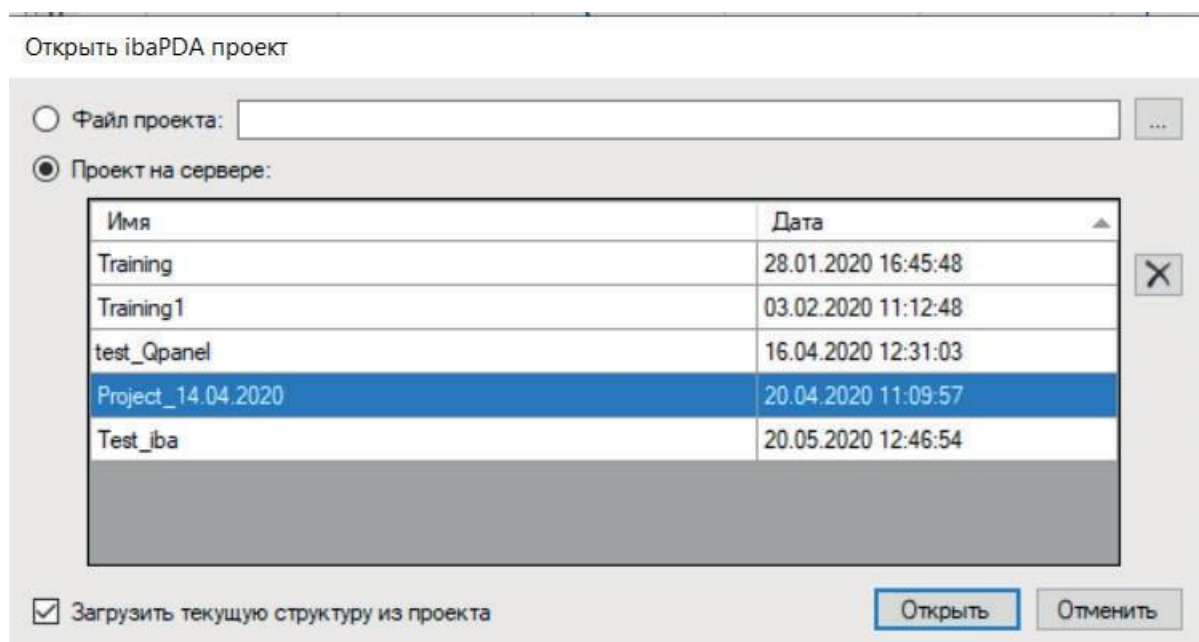 Открыть ibaPDA проект
Файл проекта:
...
Проект на сервере:
Имя Дата
Training 28.01.2020 16:45:48
Training1 03.02.2020 11:12:48
test_Qpanel 16.04.2020 12:31:03
Project_14.04.2020 20.04.2020 11:09:57
Test_iba 20.05.2020 12:46:54
Загрузить текущую структуру из проекта Открыть Отменить